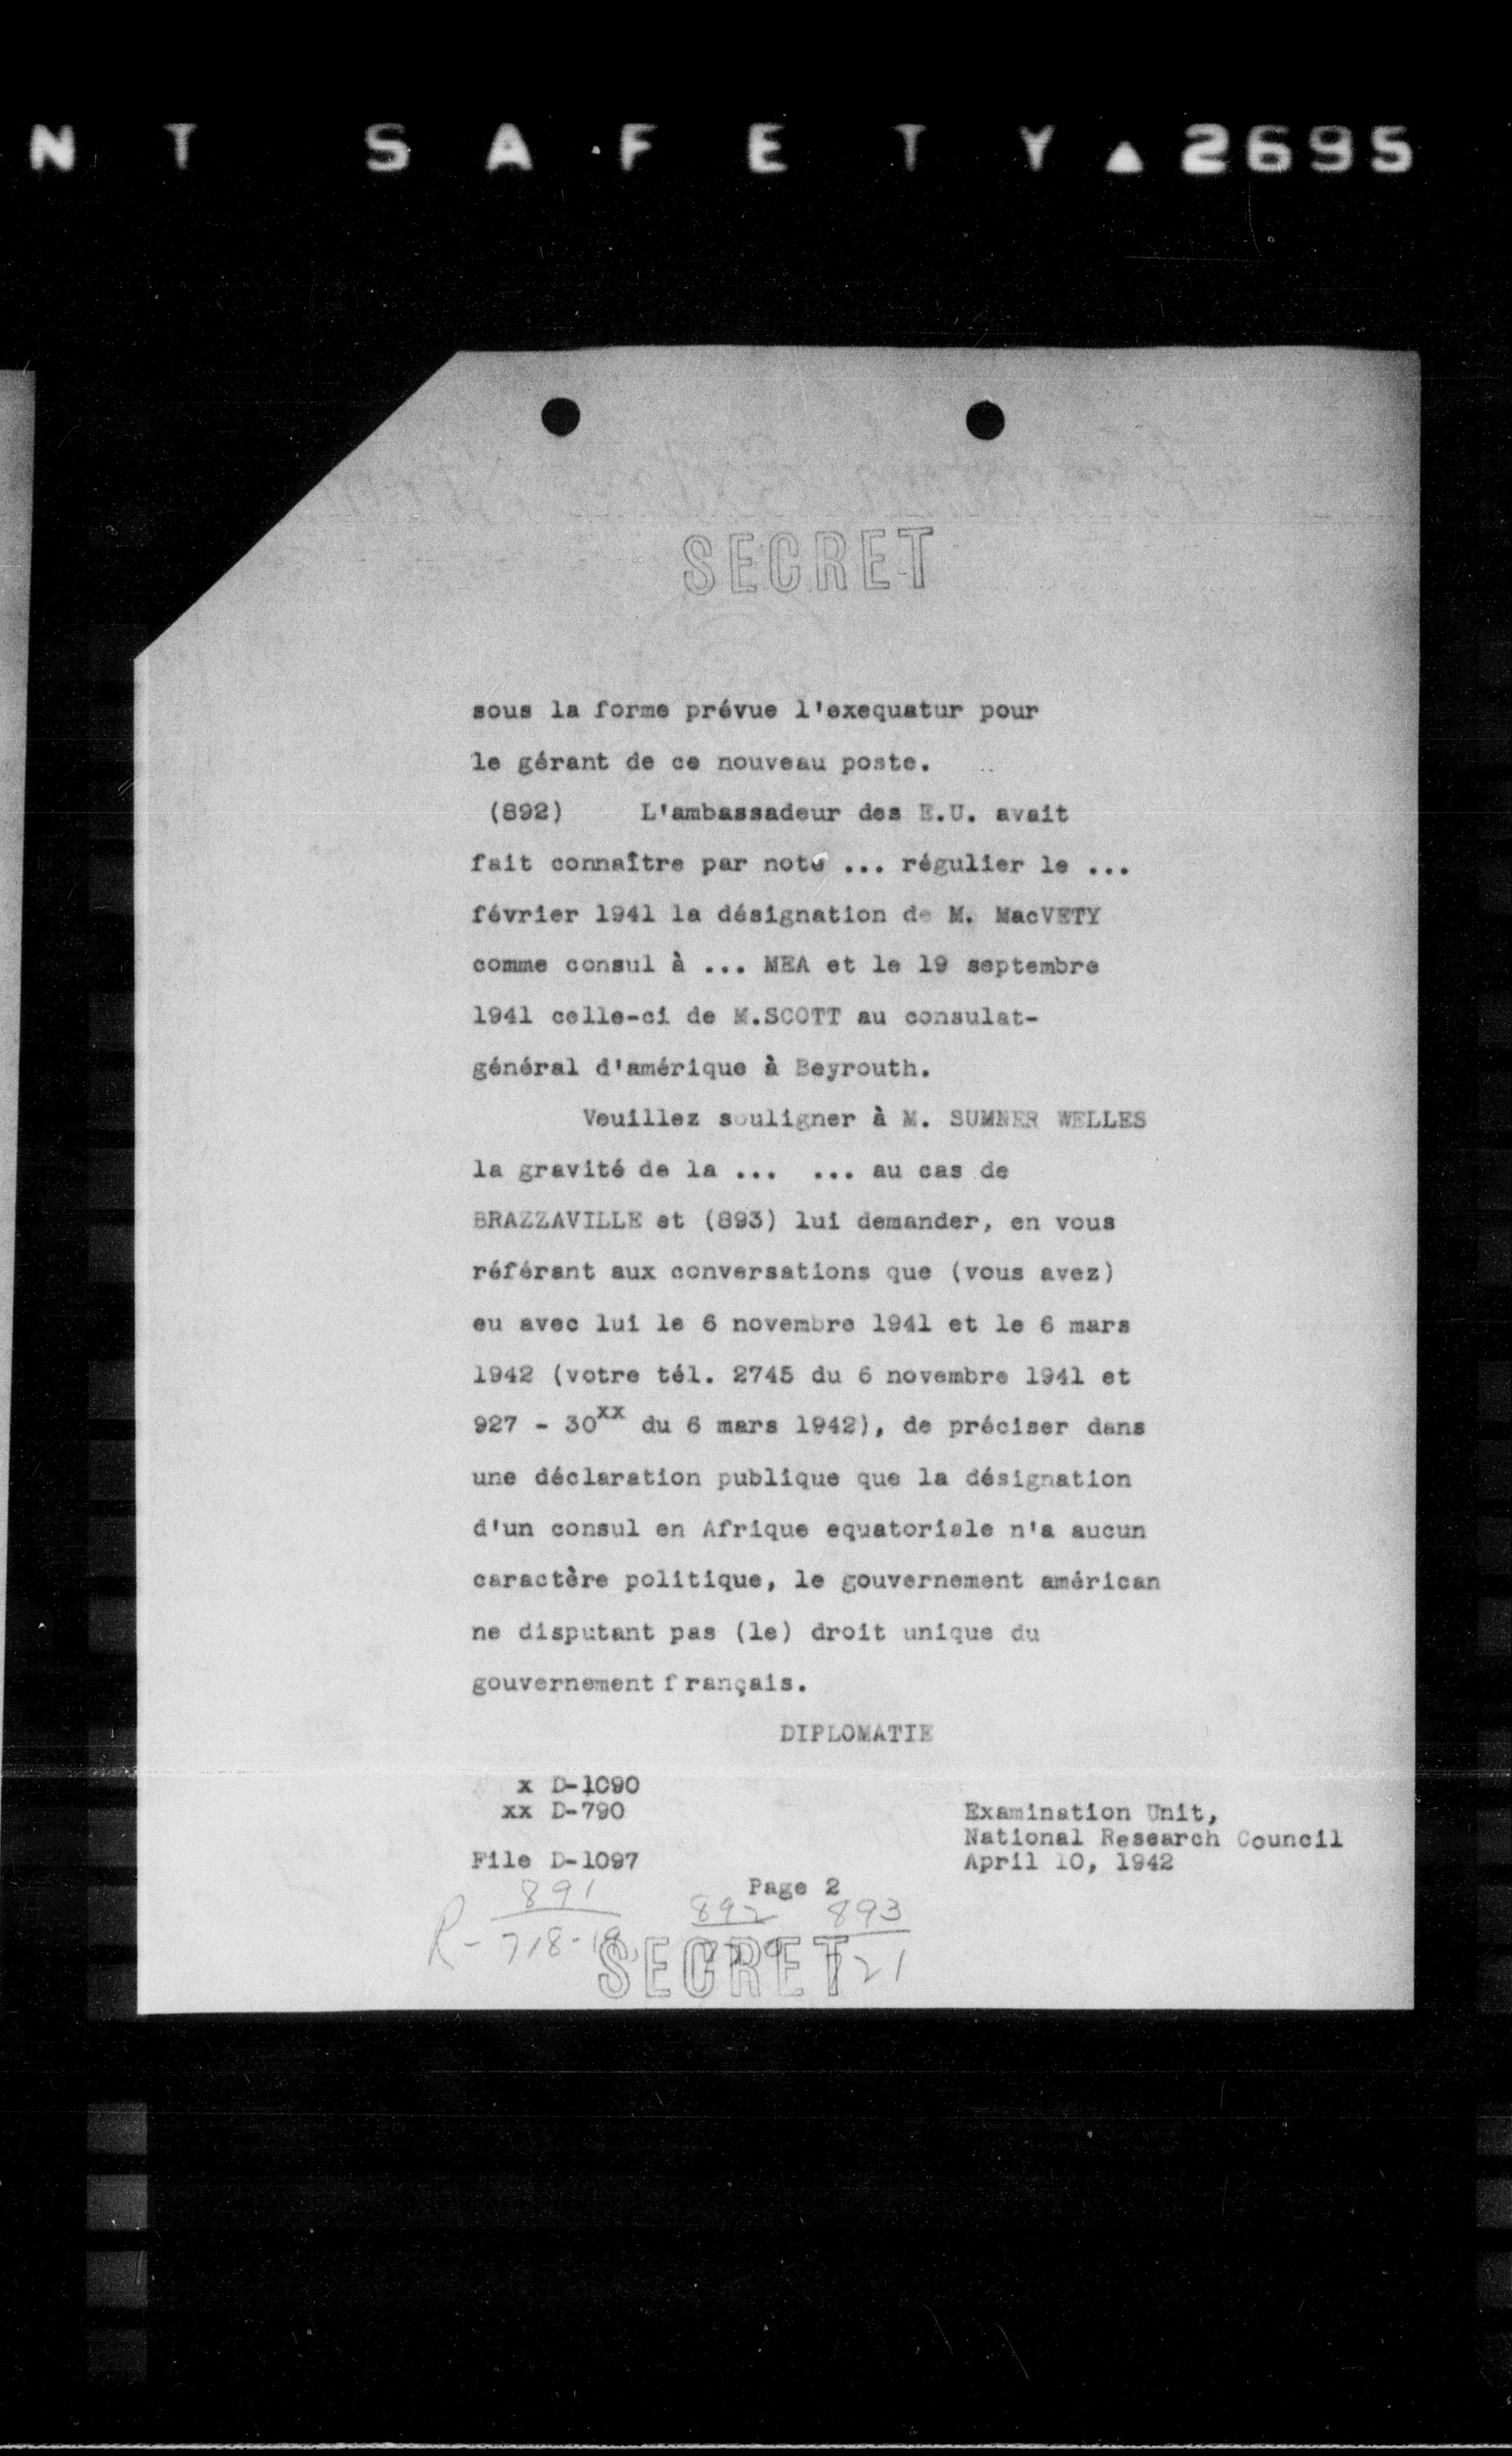 N T SAFETY▲2695
SECRET
sous la forme prévue l'exequatur pour
le gérant de ce nouveau poste.
(892) L'ambassadeur des E.U. avait
fait connaître par note ... régulier le ...
février 1941 la désignation de M. MacVETY
comme consul à ... MEA et le 19 septembre
1941 celle-ci de M.SCOTT au consulat-
général d'amérique à Beyrouth.
Veuillez souligner à M. SUMNER WELLES
la gravité de la ... ... au cas de
BRAZZAVILLE et (893) lui demander, en vous
référant aux conversations que (vous avez)
eu avec lui le 6 novembre 1941 et le 6 mars
1942 (votre tél. 2745 du 6 novembre 1941 et
927 - 30xx du 6 mars 1942), de préciser dans
une déclaration publique que la désignation
d'un consul en Afrique equatoriale n'a aucun
caractère politique, le gouvernement américan
ne disputant pas (le) droit unique du
gouvernement français.
DIPLOMATIE
x D-1090
xx D-790
File D-1097
Examination Unit,
National Research Council
April 10, 1942
Page 2
891 892 893
R - 718-19 21
SECRET